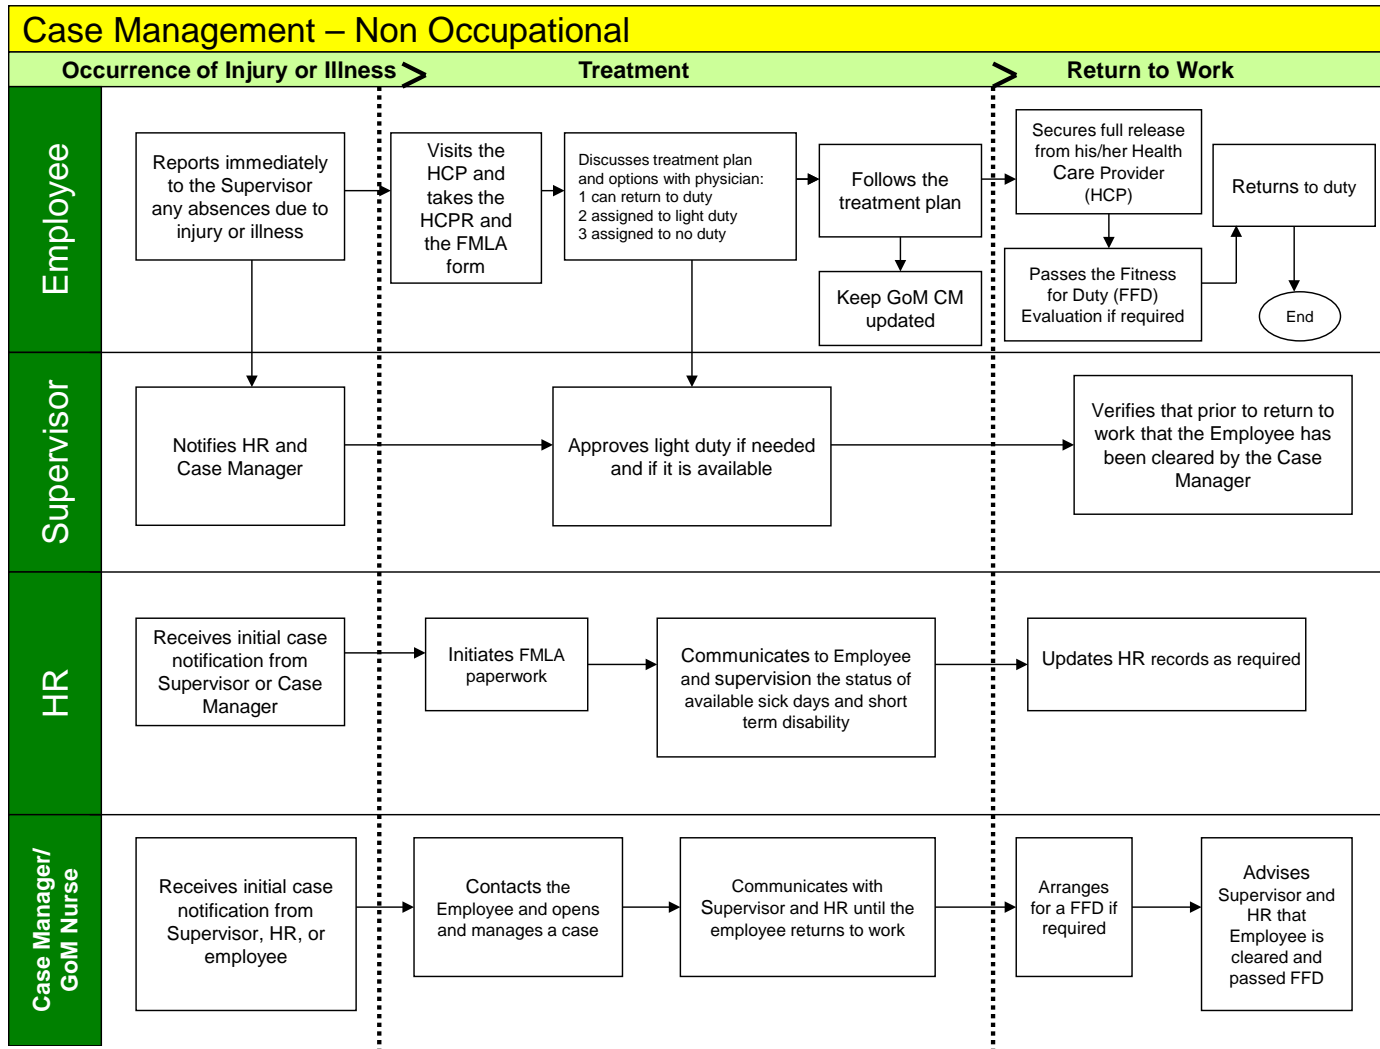 Case Management – Non Occupational
Occurrence of Injury or Illness >
Treatment
>
Return to Work
Employee
Reports immediately
to the Supervisor
any absences due to
injury or illness
Visits the
HCP and
takes the
HCPR and
the FMLA
form
Discusses treatment plan
and options with physician:
1 can return to duty
2 assigned to light duty
3 assigned to no duty
Follows the
treatment plan
Keep GoM CM
updated
Secures full release
from his/her Health
Care Provider
(HCP)
Passes the Fitness
for Duty (FFD)
Evaluation if required
Returns to duty
End
Supervisor
Notifies HR and
Case Manager
Approves light duty if needed
and if it is available
Verifies that prior to return to
work that the Employee has
been cleared by the Case
Manager
HR
Receives initial case
notification from
Supervisor or Case
Manager
Initiates FMLA
paperwork
Communicates to Employee
and supervision the status of
available sick days and short
term disability
Updates HR records as required
Case Manager/
GoM Nurse
Receives initial case
notification from
Supervisor, HR, or
employee
Contacts the
Employee and opens
and manages a case
Communicates with
Supervisor and HR until the
employee returns to work
Arranges
for a FFD if
required
Advises
Supervisor and
HR that
Employee is
cleared and
passed FFD